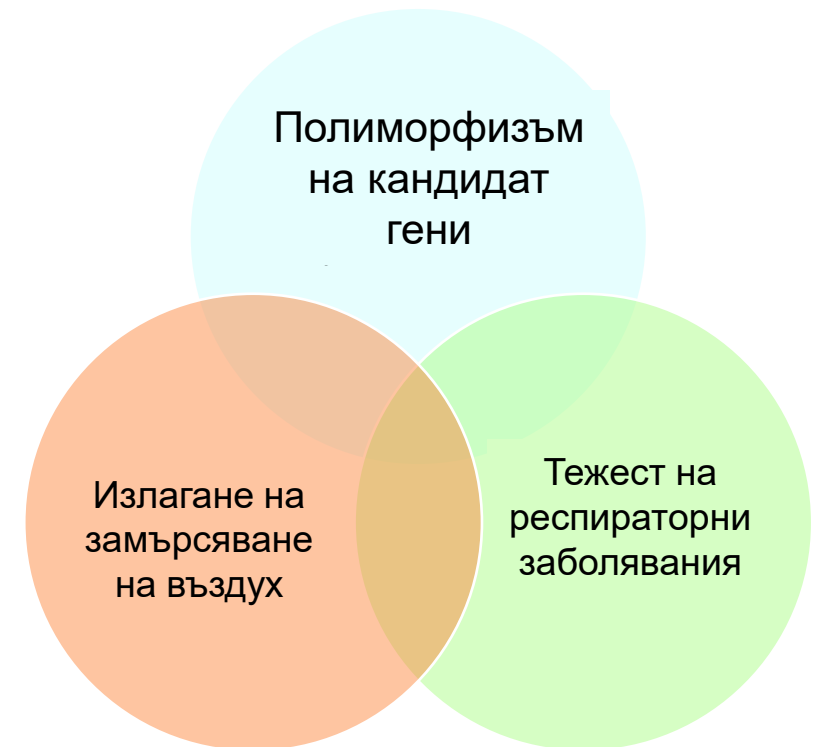 Полиморфизъм
на кандидат
гени
Излагане на
замърсяване
на въздух
Тежест на
респираторни
заболявания